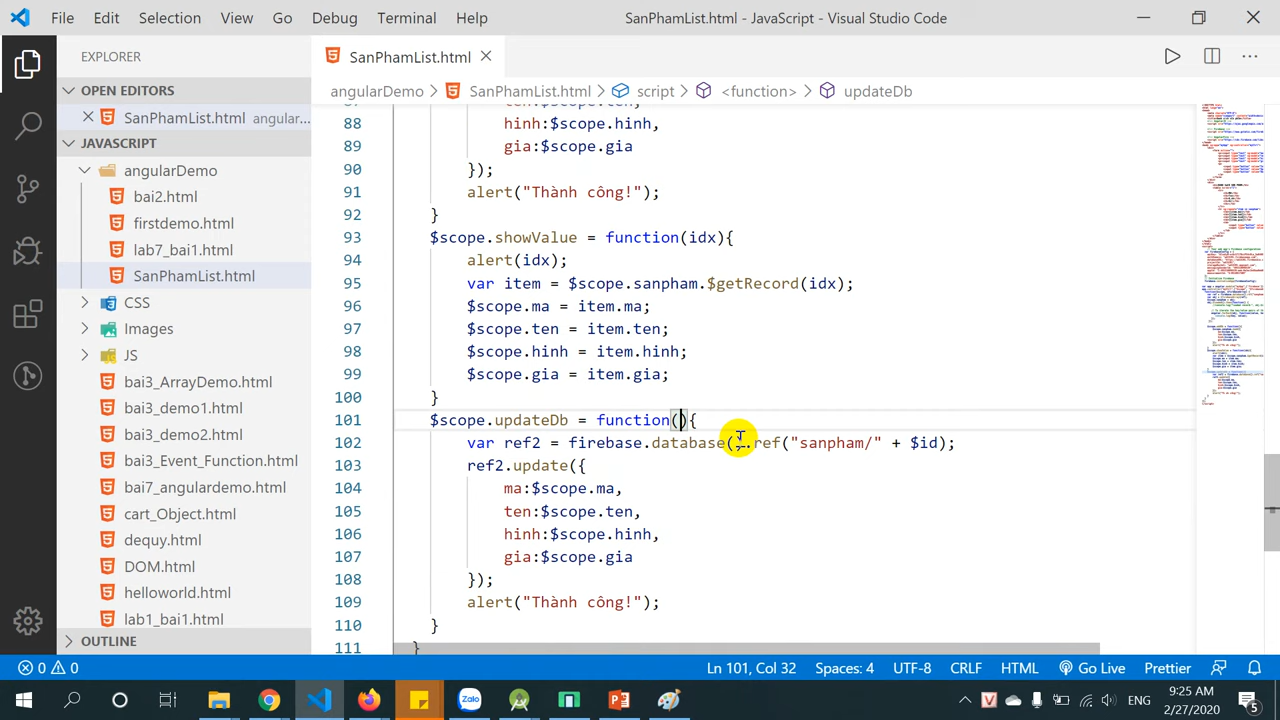 File Edit Selection View Go Debug Terminal Help SanPhamList.html - JavaScript - Visual Studio Code
EXPLORER
SanPhamList.html
OPEN EDITORS
angularDemo > SanPhamList.html > script > <function> > updateDb
SanPhamList.html angular...
JAVASCRIPT
angularDemo
bai2.html
firstdemo.html
lab7_bai1.html
SanPhamList.html
CSS
Images
JS
bai3_ArrayDemo.html
bai3_demo1.html
bai3_demo2.html
bai3_Event_Function.html
bai7_angulardemo.html
cart_Object.html
dequy.html
DOM.html
helloworld.html
lab1_bai1.html
OUTLINE
88 hinh:$scope.hinh,
89 gia:$scope.gia
90 });
91 alert("Thành công!");
92 }
93 $scope.showValue = function(idx){
94 alert(idx);
95 var item = $scope.sanpham.$getRecord(idx);
96 $scope.ma = item.ma;
97 $scope.ten = item.ten;
98 $scope.hinh = item.hinh;
99 $scope.gia = item.gia;
100 }
101 $scope.updateDb = function(){
102 var ref2 = firebase.database().ref("sanpham/" + $id);
103 ref2.update({
104 ma:$scope.ma,
105 ten:$scope.ten,
106 hinh:$scope.hinh,
107 gia:$scope.gia
108 });
109 alert("Thành công!");
110 }
111 }
0 0 Ln 101, Col 32 Spaces: 4 UTF-8 CRLF HTML Go Live Prettier
Zalo ENG 6:25 AM
2/27/2020 5